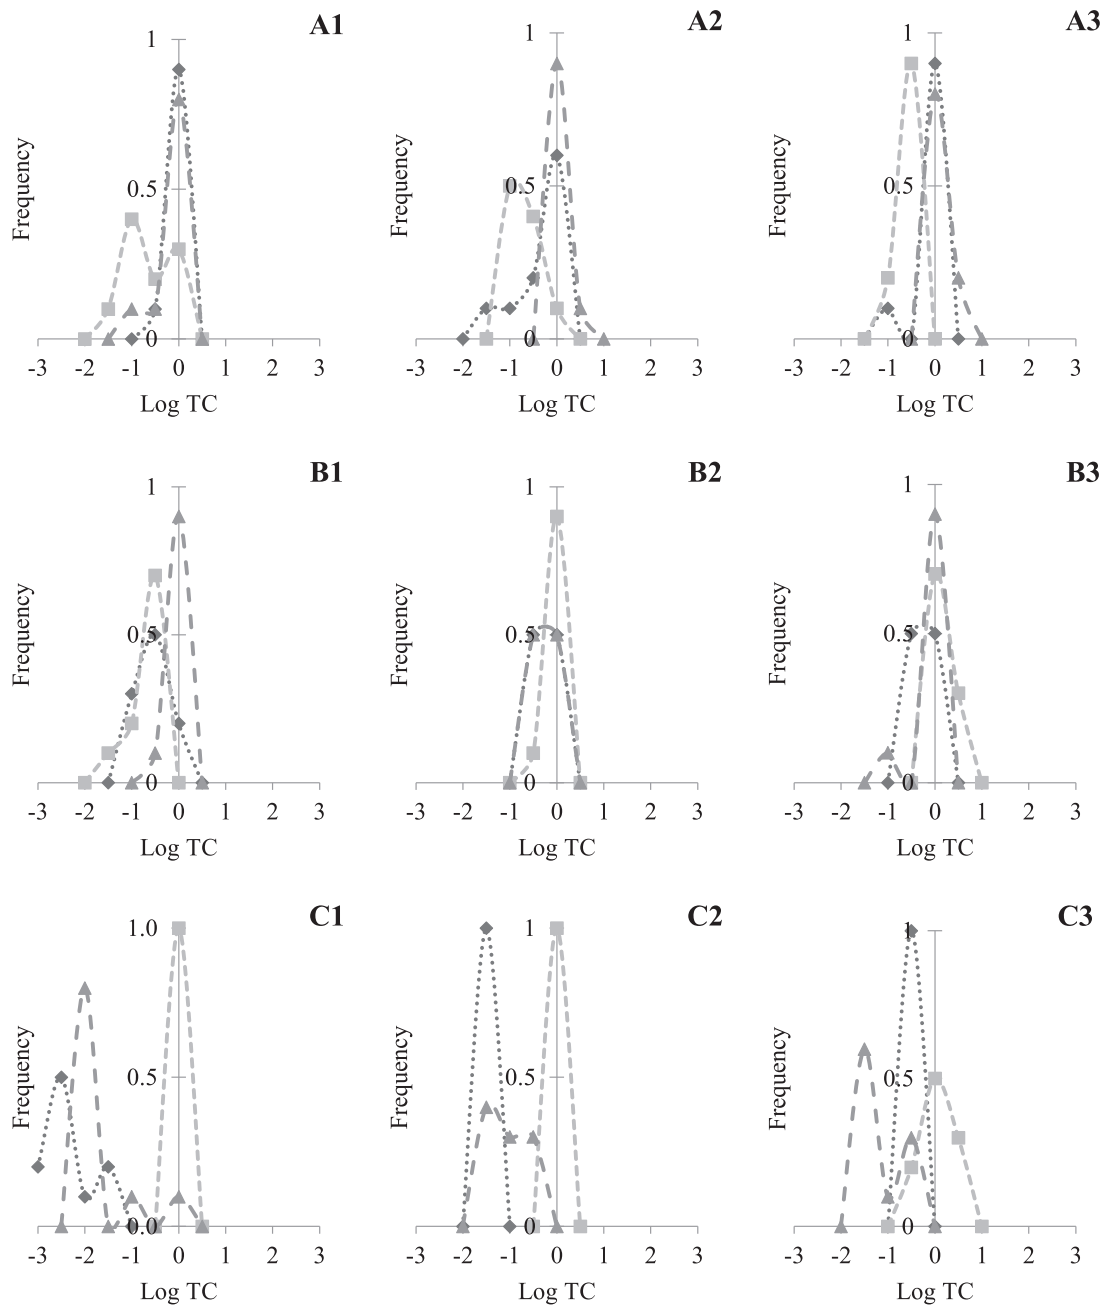 A1 A2 A3
1 1 1
Frequency Frequency Frequency
0.5 0.5 0.5
0 0 0
-3 -2 -1 0 1 2 3 -3 -2 -1 0 1 2 3 -3 -2 -1 0 1 2 3
Log TC Log TC Log TC
B1 B2 B3
1 1 1
Frequency Frequency Frequency
0.5 0.5 0.5
0 0 0
-3 -2 -1 0 1 2 3 -3 -2 -1 0 1 2 3 -3 -2 -1 0 1 2 3
Log TC Log TC Log TC
C1 C2 C3
1.0 1 1
Frequency Frequency Frequency
0.5 0.5 0.5
0.0 0 0
-3 -2 -1 0 1 2 3 -3 -2 -1 0 1 2 3 -3 -2 -1 0 1 2 3
Log TC Log TC Log TC